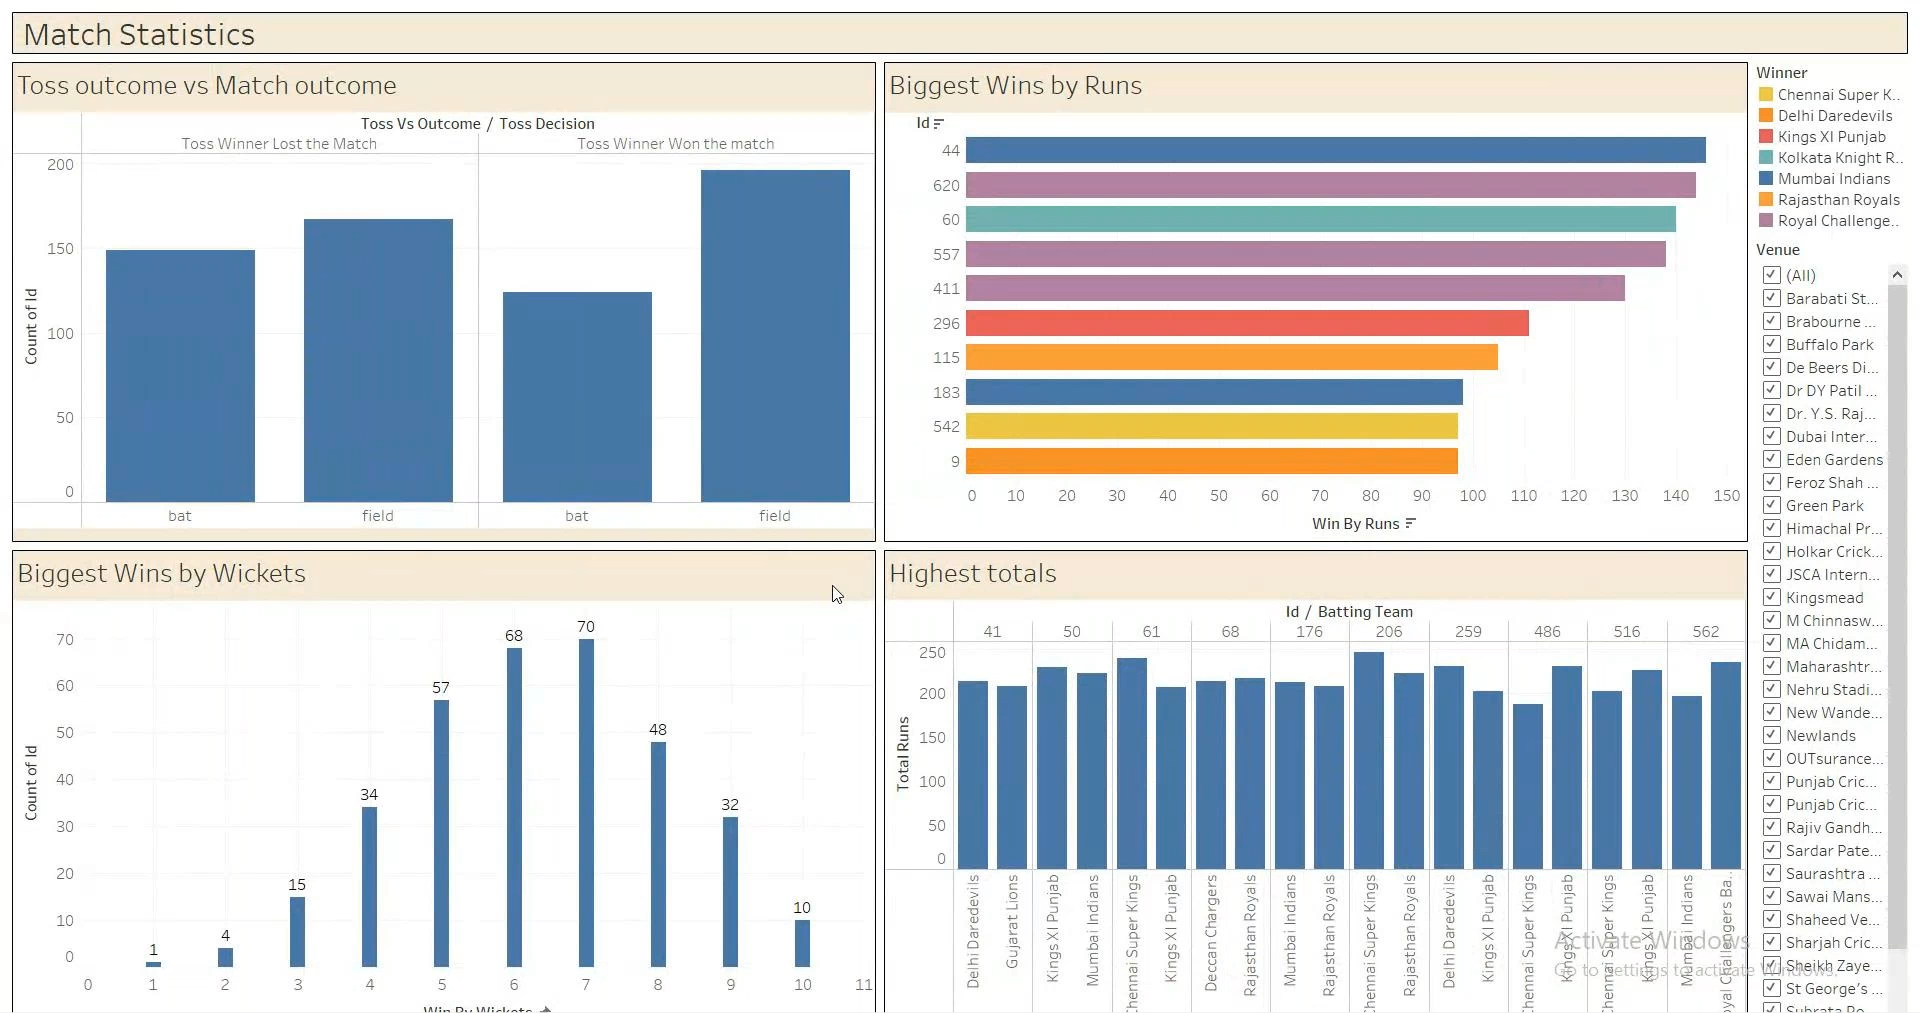 Match Statistics
Toss outcome vs Match outcome
Toss Vs Outcome / Toss Decision
Toss Winner Lost the Match
Toss Winner Won the match
Count of Id
200
150
100
50
0
bat
field
bat
field
Biggest Wins by Runs
Id
44
620
60
557
411
296
115
183
542
9
0 10 20 30 40 50 60 70 80 90 100 110 120 130 140 150
Win By Runs
Winner
Chennai Super K..
Delhi Daredevils
Kings XI Punjab
Kolkata Knight R..
Mumbai Indians
Rajasthan Royals
Royal Challenge..
Venue
(All)
Barabati St...
Brabourne ...
Buffalo Park
De Beers Di...
Dr DY Patil ...
Dr. Y.S. Raj...
Dubai Inter...
Eden Gardens
Feroz Shah ...
Green Park
Himachal Pr...
Holkar Crick...
JSCA Intern...
Kingsmead
M Chinnasw...
MA Chidam...
Maharashtr...
Nehru Stadi...
New Wande...
Newlands
OUTsurance...
Punjab Cric...
Punjab Cric...
Rajiv Gandh...
Sardar Pate...
Saurashtra ...
Sawai Mans...
Shaheed Ve...
Sharjah Cric...
Sheikh Zaye...
St George's ...
Biggest Wins by Wickets
Count of Id
70
60
50
40
30
20
10
0
1
4
15
34
57
68
70
48
32
10
0 1 2 3 4 5 6 7 8 9 10 11
Win By Wickets
Highest totals
Id / Batting Team
41 50 61 68 176 206 259 486 516 562
Total Runs
250
200
150
100
50
0
Delhi Daredevils
Gujarat Lions
Kings XI Punjab
Mumbai Indians
Chennai Super Kings
Kings XI Punjab
Deccan Chargers
Rajasthan Royals
Mumbai Indians
Rajasthan Royals
Chennai Super Kings
Rajasthan Royals
Delhi Daredevils
Kings XI Punjab
Chennai Super Kings
Kings XI Punjab
Chennai Super Kings
Kings XI Punjab
Mumbai Indians
Royal Challengers Ba..
Activate Windows
Go to Settings to activate Windows.